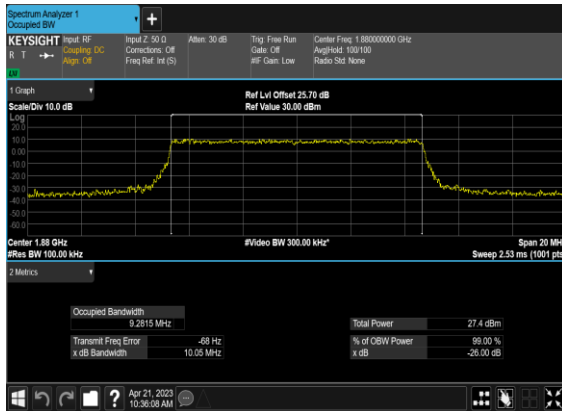 Spectrum Analyzer 1
Occupied BW
+
KEYSIGHT
R T
LXI
Input: RF
Coupling: DC
Align: Off
Input Z: 50 Ω
Corrections: Off
Freq Ref: Int (S)
Atten: 30 dB
Trig: Free Run
Gate: Off
#IF Gain: Low
Center Freq: 1.880000000 GHz
Avg|Hold: 100/100
Radio Std: None
1 Graph
Scale/Div 10.0 dB
Ref Lvl Offset 25.70 dB
Ref Value 30.00 dBm
Log
20.0
10.0
0.00
-10.0
-20.0
-30.0
-40.0
-50.0
-60.0
Center 1.88 GHz
#Res BW 100.00 kHz
#Video BW 300.00 kHz*
Span 20 MH
Sweep 2.53 ms (1001 pts
2 Metrics
Occupied Bandwidth
9.2815 MHz
Transmit Freq Error -68 Hz
x dB Bandwidth 10.05 MHz
Total Power 27.4 dBm
% of OBW Power 99.00 %
x dB -26.00 dB
?
Apr 21, 2023
10:36:08 AM